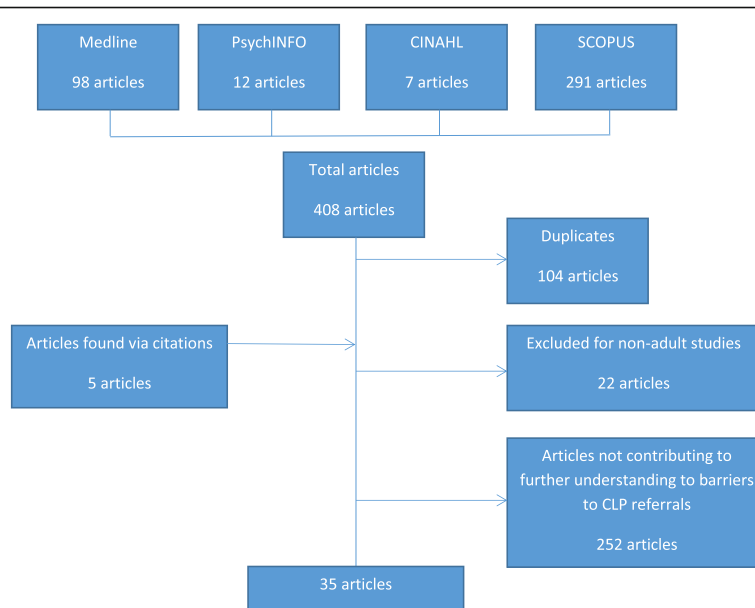 Medline
98 articles
PsychINFO
12 articles
CINAHL
7 articles
SCOPUS
291 articles
Total articles
408 articles
Duplicates
104 articles
Articles found via citations
5 articles
Excluded for non-adult studies
22 articles
Articles not contributing to
further understanding to barriers
to CLP referrals
252 articles
35 articles